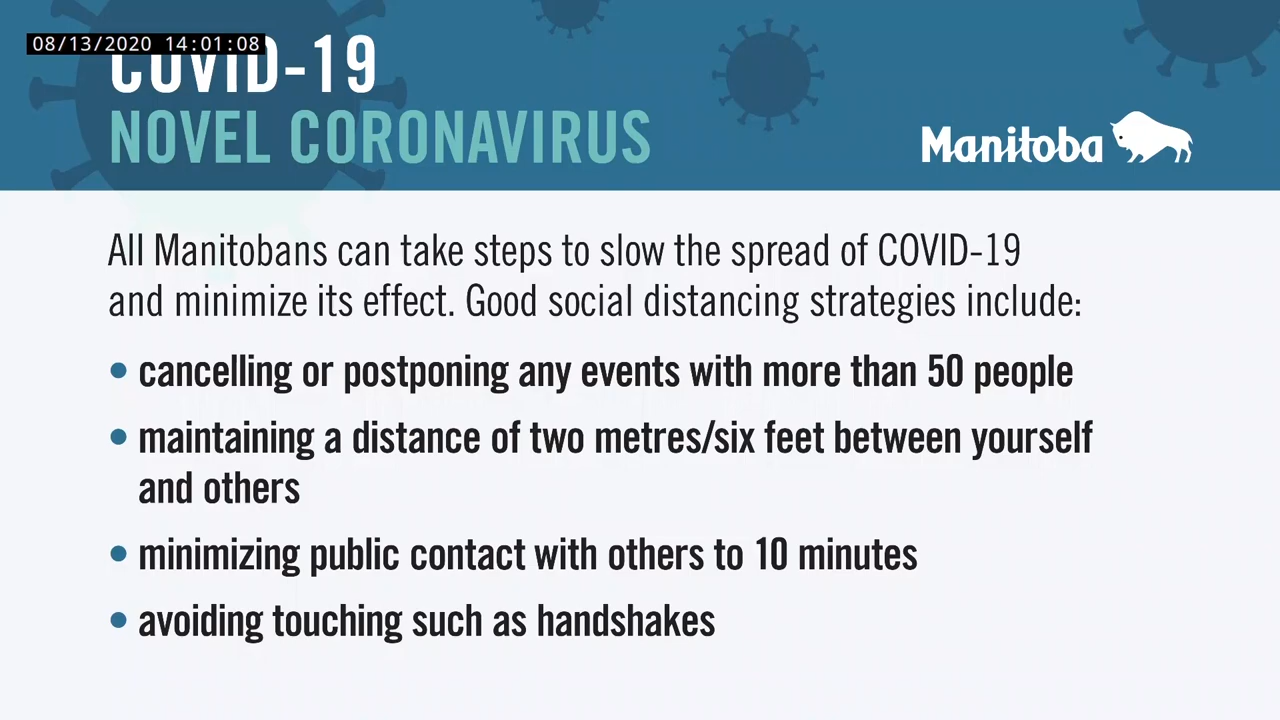 08/13/2020 14:01:08
COVID-19
NOVEL CORONAVIRUS
Manitoba
All Manitobans can take steps to slow the spread of COVID-19
and minimize its effect. Good social distancing strategies include:
• cancelling or postponing any events with more than 50 people
• maintaining a distance of two metres/six feet between yourself
and others
• minimizing public contact with others to 10 minutes
• avoiding touching such as handshakes